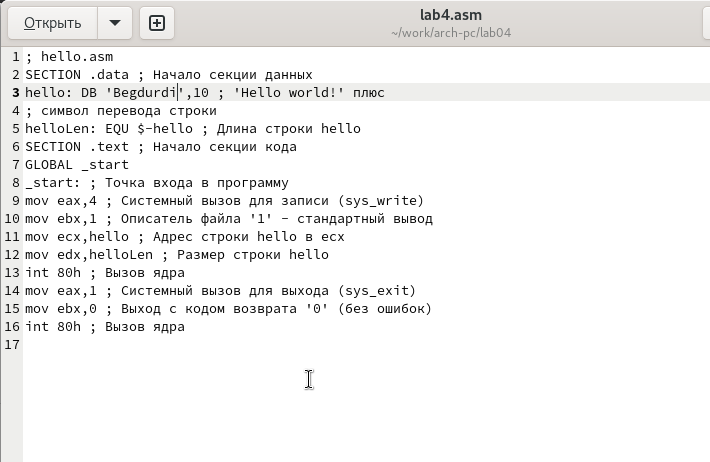 Открыть
lab4.asm
~/work/arch-pc/lab04
1 ; hello.asm
2 SECTION .data ; Начало секции данных
3 hello: DB 'Begdurdi',10 ; 'Hello world!' плюс
4 ; символ перевода строки
5 helloLen: EQU $-hello ; Длина строки hello
6 SECTION .text ; Начало секции кода
7 GLOBAL _start
8 _start: ; Точка входа в программу
9 mov eax,4 ; Системный вызов для записи (sys_write)
10 mov ebx,1 ; Описатель файла '1' - стандартный вывод
11 mov ecx,hello ; Адрес строки hello в ecx
12 mov edx,helloLen ; Размер строки hello
13 int 80h ; Вызов ядра
14 mov eax,1 ; Системный вызов для выхода (sys_exit)
15 mov ebx,0 ; Выход с кодом возврата '0' (без ошибок)
16 int 80h ; Вызов ядра
17